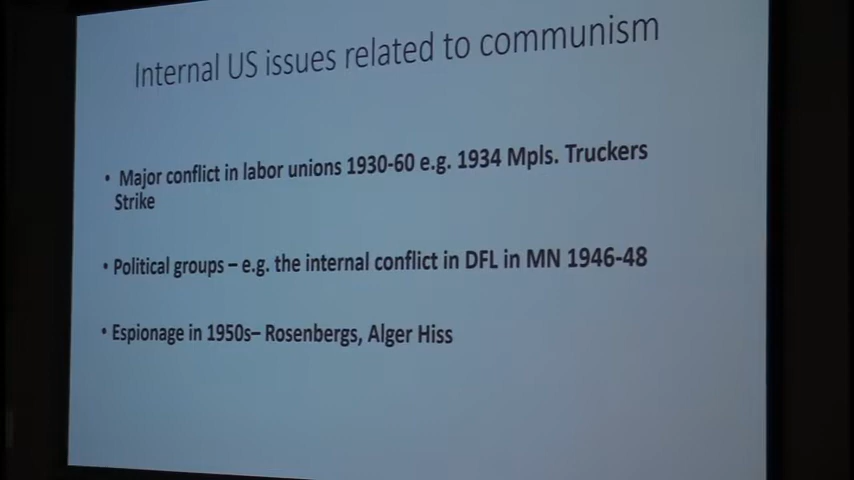 Internal US issues related to communism
• Major conflict in labor unions 1930-60 e.g. 1934 Mpls. Truckers
Strike
• Political groups – e.g. the internal conflict in DFL in MN 1946-48
• Espionage in 1950s– Rosenbergs, Alger Hiss